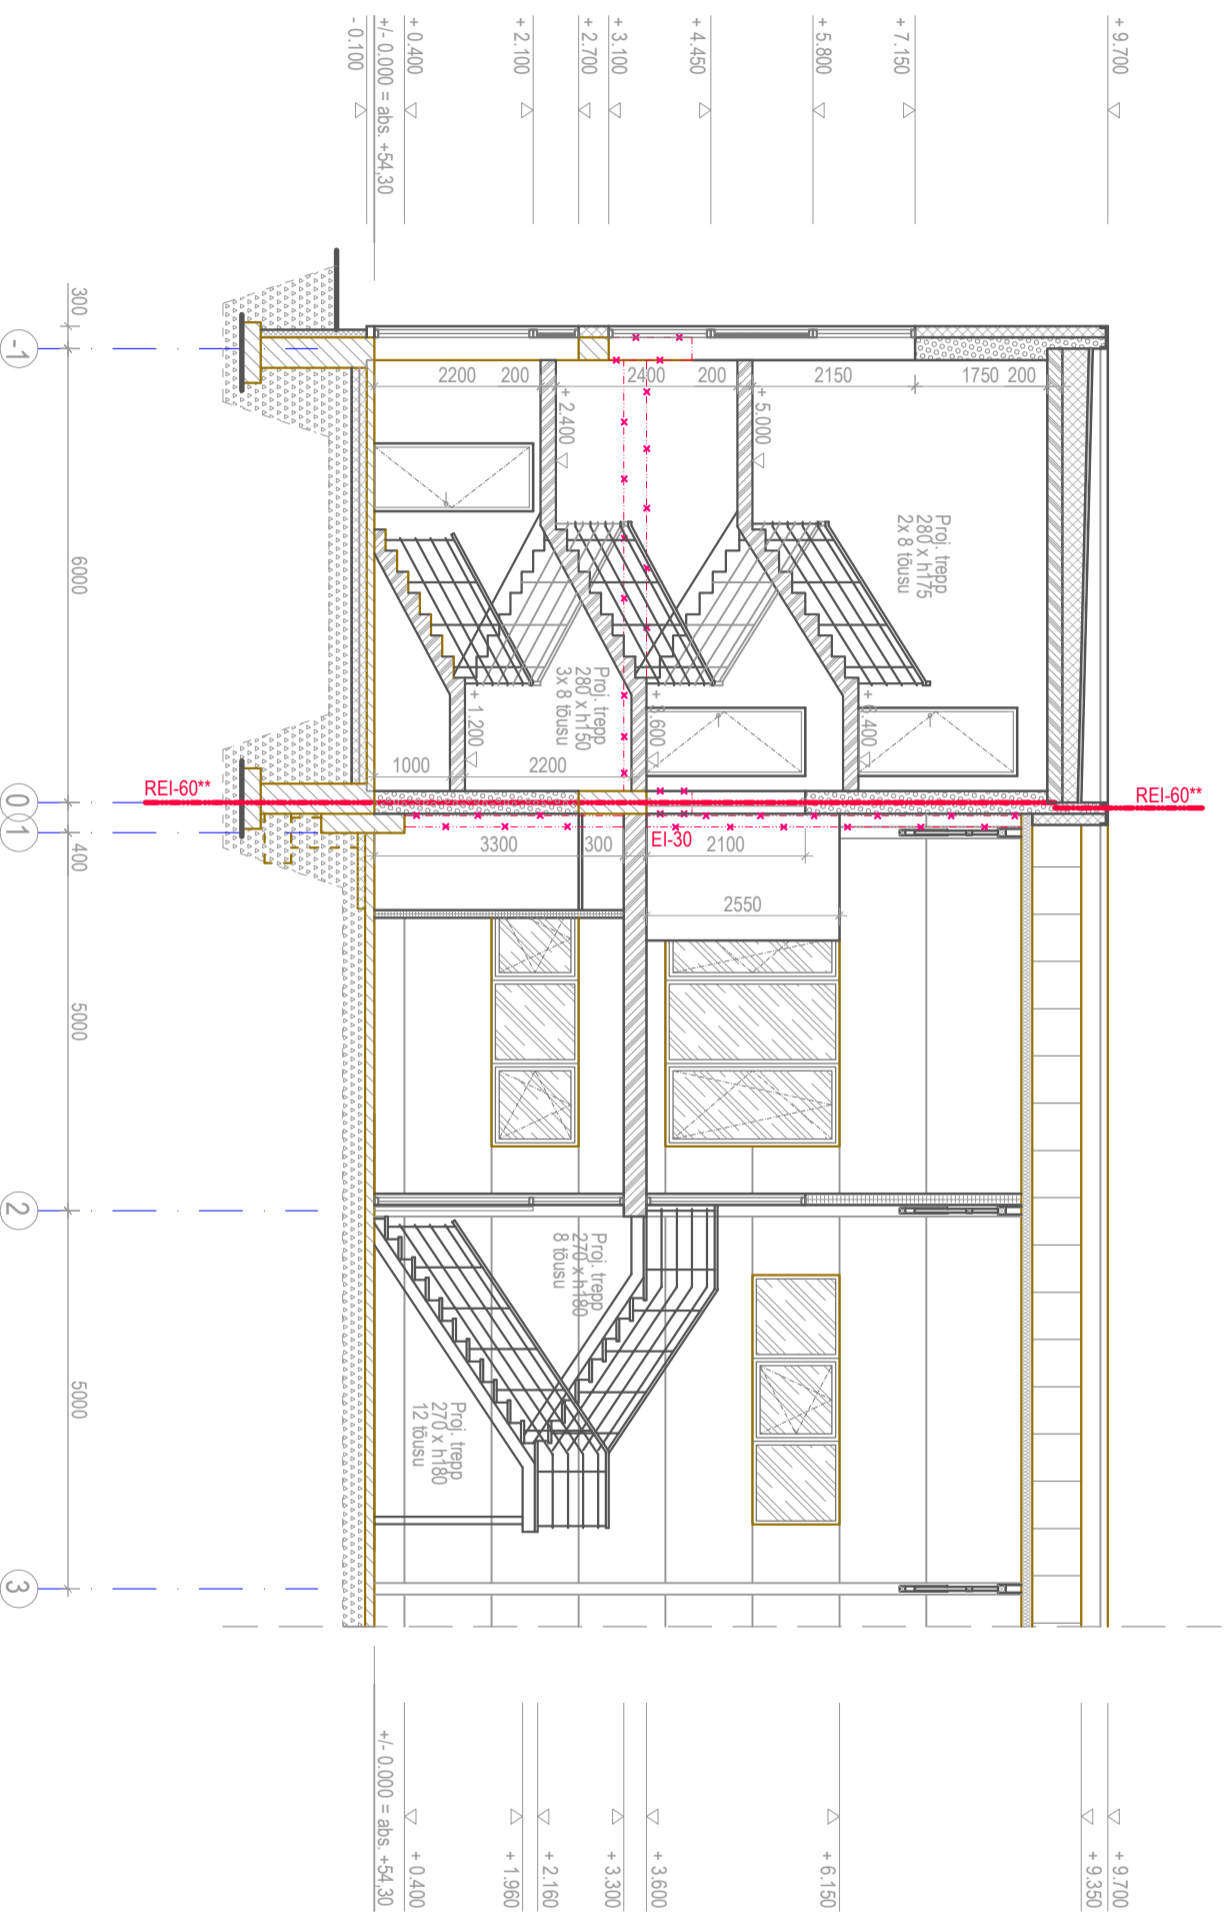 + 9.700
+ 7.150
+ 5.800
+ 4.450
+ 3.100
+ 2.700
+ 2.100
+ 0.400
+/- 0.000 = abs. +54,30
- 0.100
200
1750
2150
200
2400
200
2200
+ 5.000
+ 2.400
Proj. trepp
280 x h175
2x 8 tõusu
Proj. trepp
280 x h150
3x 8 tõusu
+ 6.400
+ 3.600
+ 1.200
2200
1000
REI-60**
REI-60**
EI-30
2100
300
3300
2550
Proj. trepp
270 x h180
8 tõusu
Proj. trepp
270 x h180
12 tõusu
300
6000
400
5000
5000
-1
0
1
2
3
+ 9.700
+ 9.350
+ 6.150
+ 3.600
+ 3.300
+ 2.160
+ 1.960
+ 0.400
+/- 0.000 = abs. +54,30